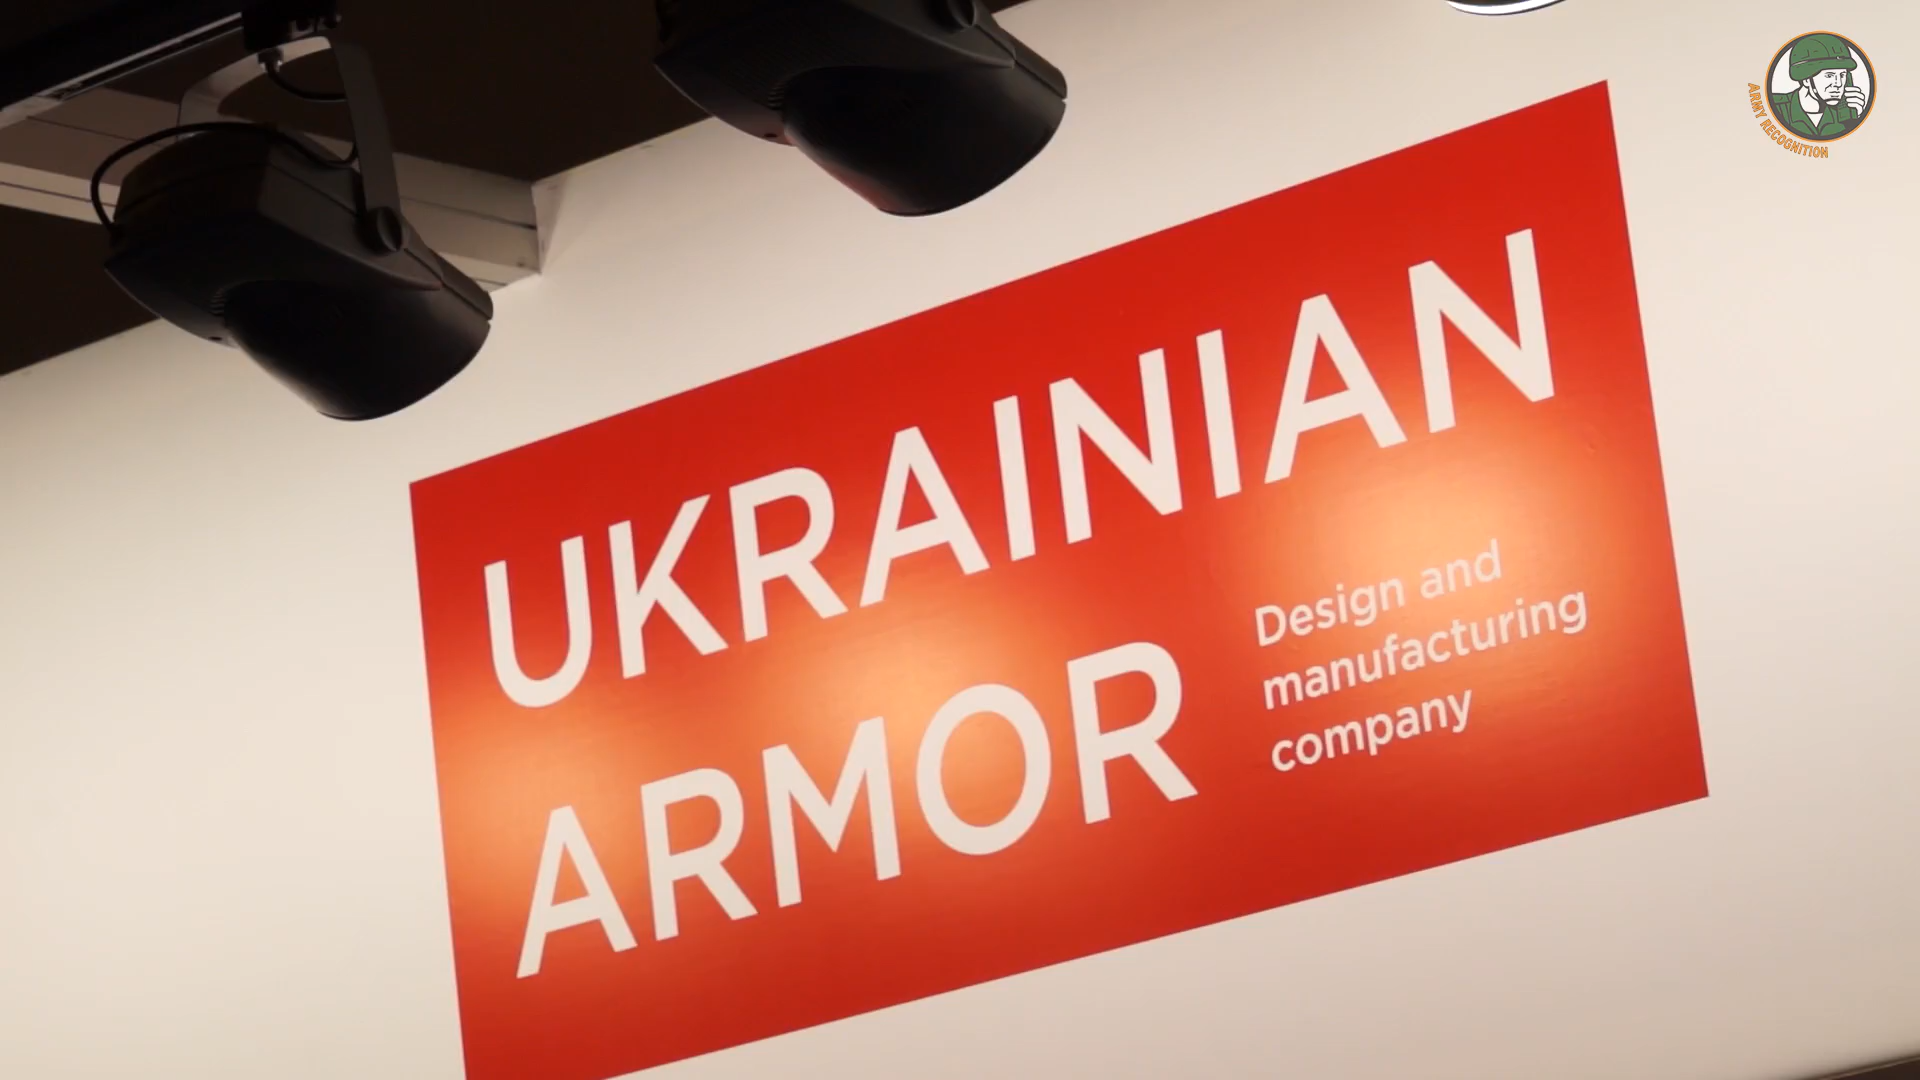 UKRAINIAN
ARMOR
Design and
manufacturing
company
ARMY RECOGNITION